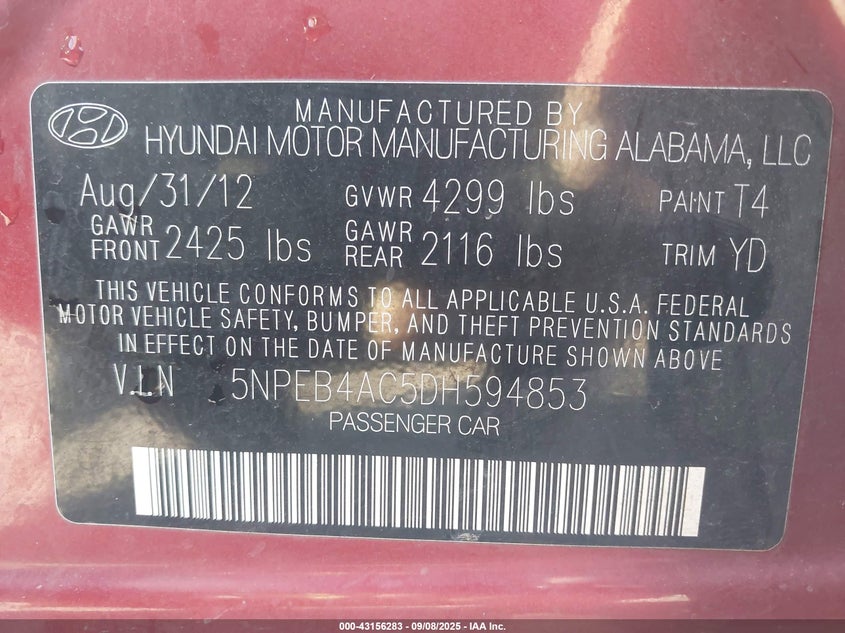 MANUFACTURED BY
HYUNDAI MOTOR MANUFACTURING ALABAMA, LLC
Aug/31/12 GVWR 4299 lbs PAINT T4
GAWR FRONT 2425 lbs GAWR REAR 2116 lbs TRIM YD
THIS VEHICLE CONFORMS TO ALL APPLICABLE U.S.A. FEDERAL
MOTOR VEHICLE SAFETY, BUMPER, AND THEFT PREVENTION STANDARDS
IN EFFECT ON THE DATE OF MANUFACTURE SHOWN ABOVE
V.I.N 5NPEB4AC5DH594853
PASSENGER CAR
000-43156283 - 09/08/2025 - IAA Inc.